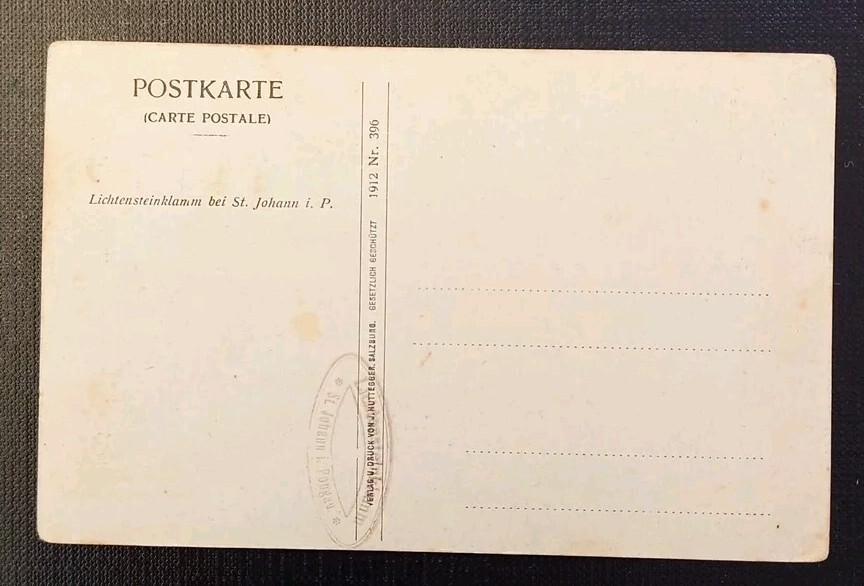 POSTKARTE
(CARTE POSTALE)
Lichtensteinklamm bei St. Johann i. P.
VERLAG U. DRUCK VON J. HUTTEGGER, SALZBURG. GESETZLICH GESCHÜTZT 1912 Nr. 396
* St. Johann i. Pongau *